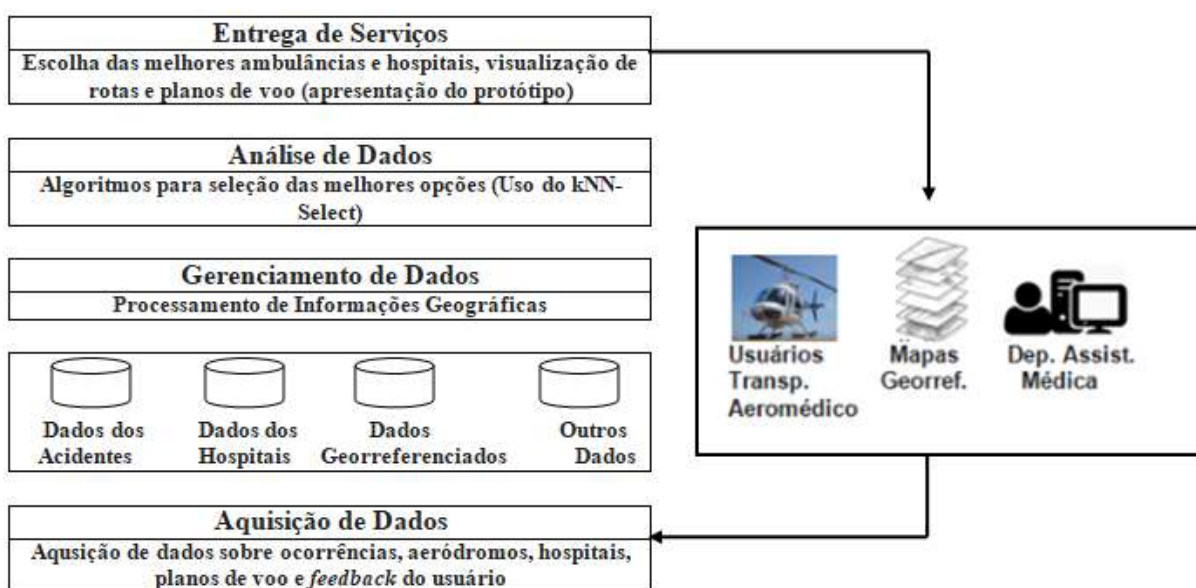 Entrega de Serviços
Escolha das melhores ambulâncias e hospitais, visualização de
rotas e planos de voo (apresentação do protótipo)
Análise de Dados
Algoritmos para seleção das melhores opções (Uso do kNN-
Select)
Gerenciamento de Dados
Processamento de Informações Geográficas
Dados dos
Acidentes
Dados dos
Hospitais
Dados
Georreferenciados
Outros
Dados
Aquisição de Dados
Aqusição de dados sobre ocorrências, aeródromos, hospitais,
planos de voo e feedback do usuário
Usuários
Transp.
Aeromédico
Mapas
Georref.
Dep. Assist.
Médica